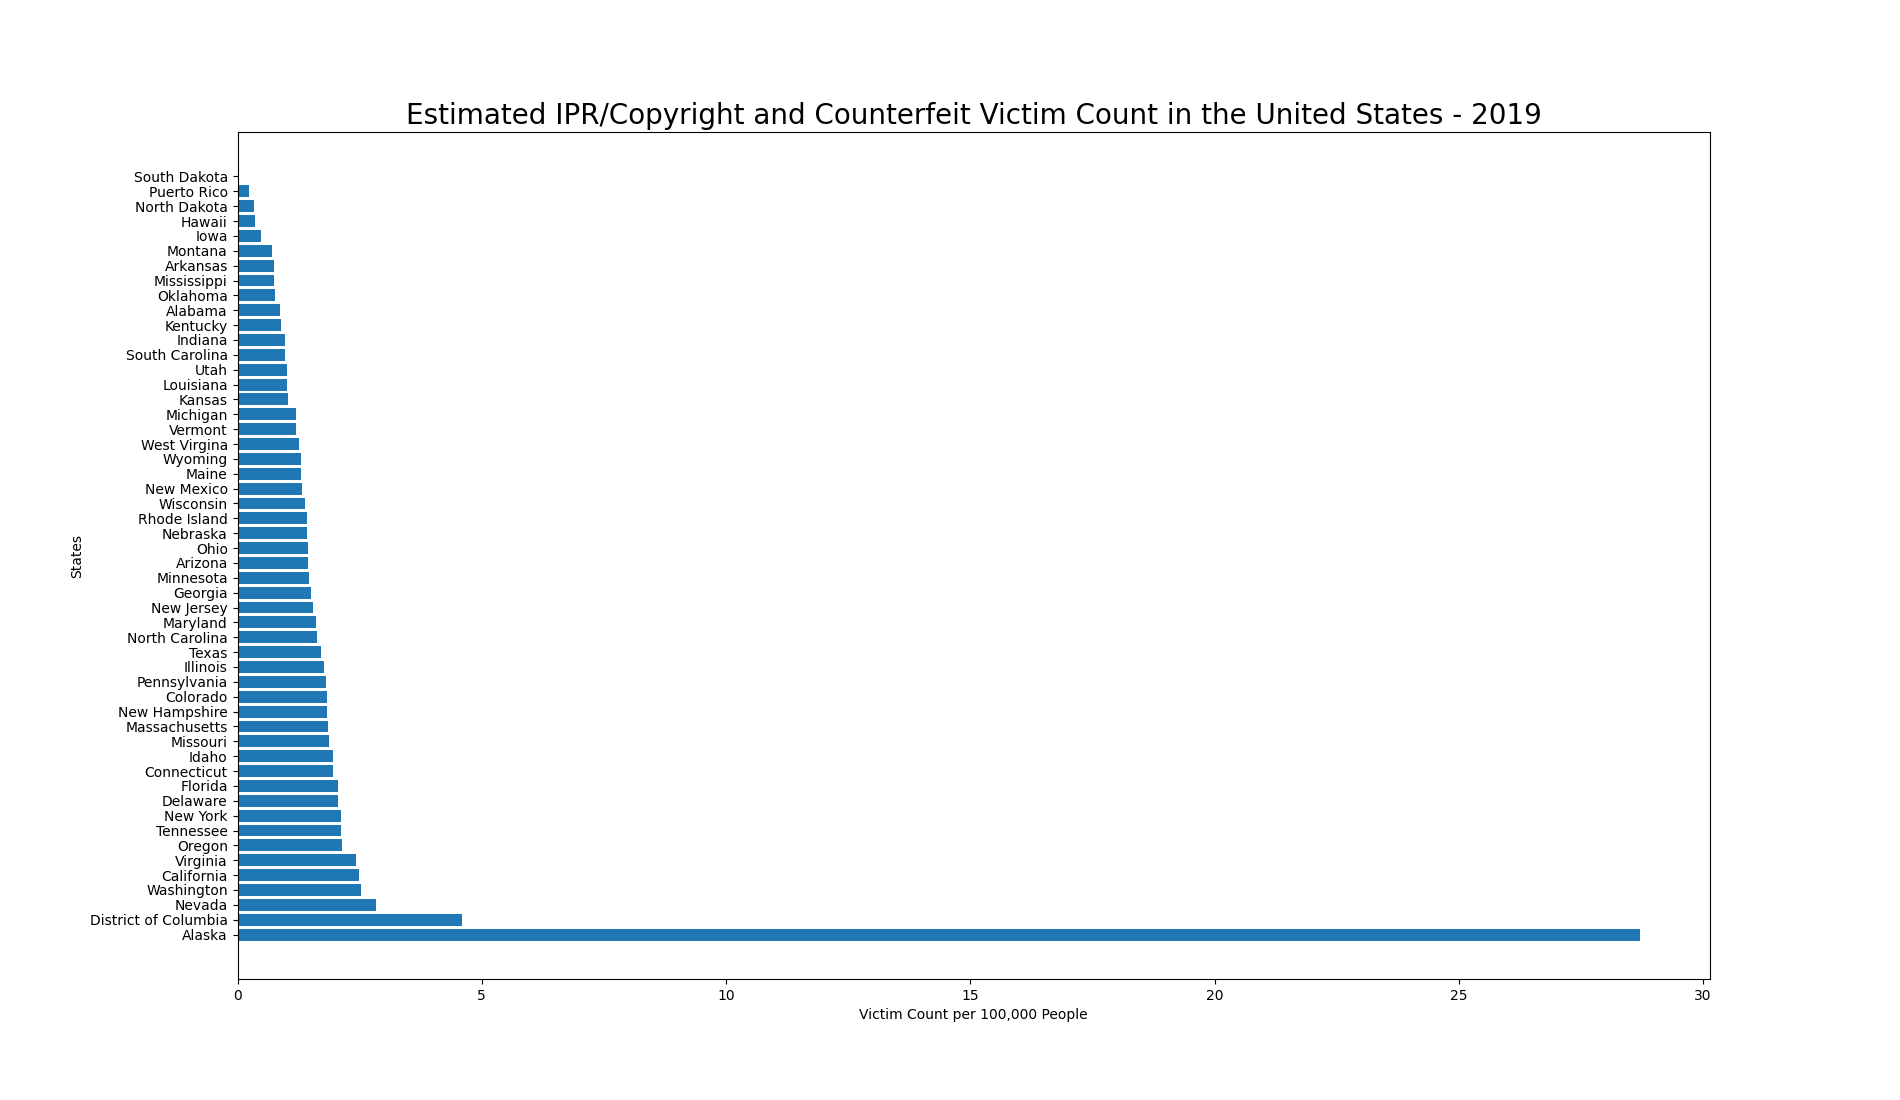 Estimated IPR/Copyright and Counterfeit Victim Count in the United States - 2019
South Dakota
Puerto Rico
North Dakota
Hawaii
Iowa
Montana
Arkansas
Mississippi
Oklahoma
Alabama
Kentucky
Indiana
South Carolina
Utah
Louisiana
Kansas
Michigan
Vermont
West Virgina
Wyoming
Maine
New Mexico
Wisconsin
Rhode Island
Nebraska
Ohio
Arizona
Minnesota
Georgia
New Jersey
Maryland
North Carolina
Texas
Illinois
Pennsylvania
Colorado
New Hampshire
Massachusetts
Missouri
Idaho
Connecticut
Florida
Delaware
New York
Tennessee
Oregon
Virginia
California
Washington
Nevada
District of Columbia
Alaska
States
0 5 10 15 20 25 30
Victim Count per 100,000 People